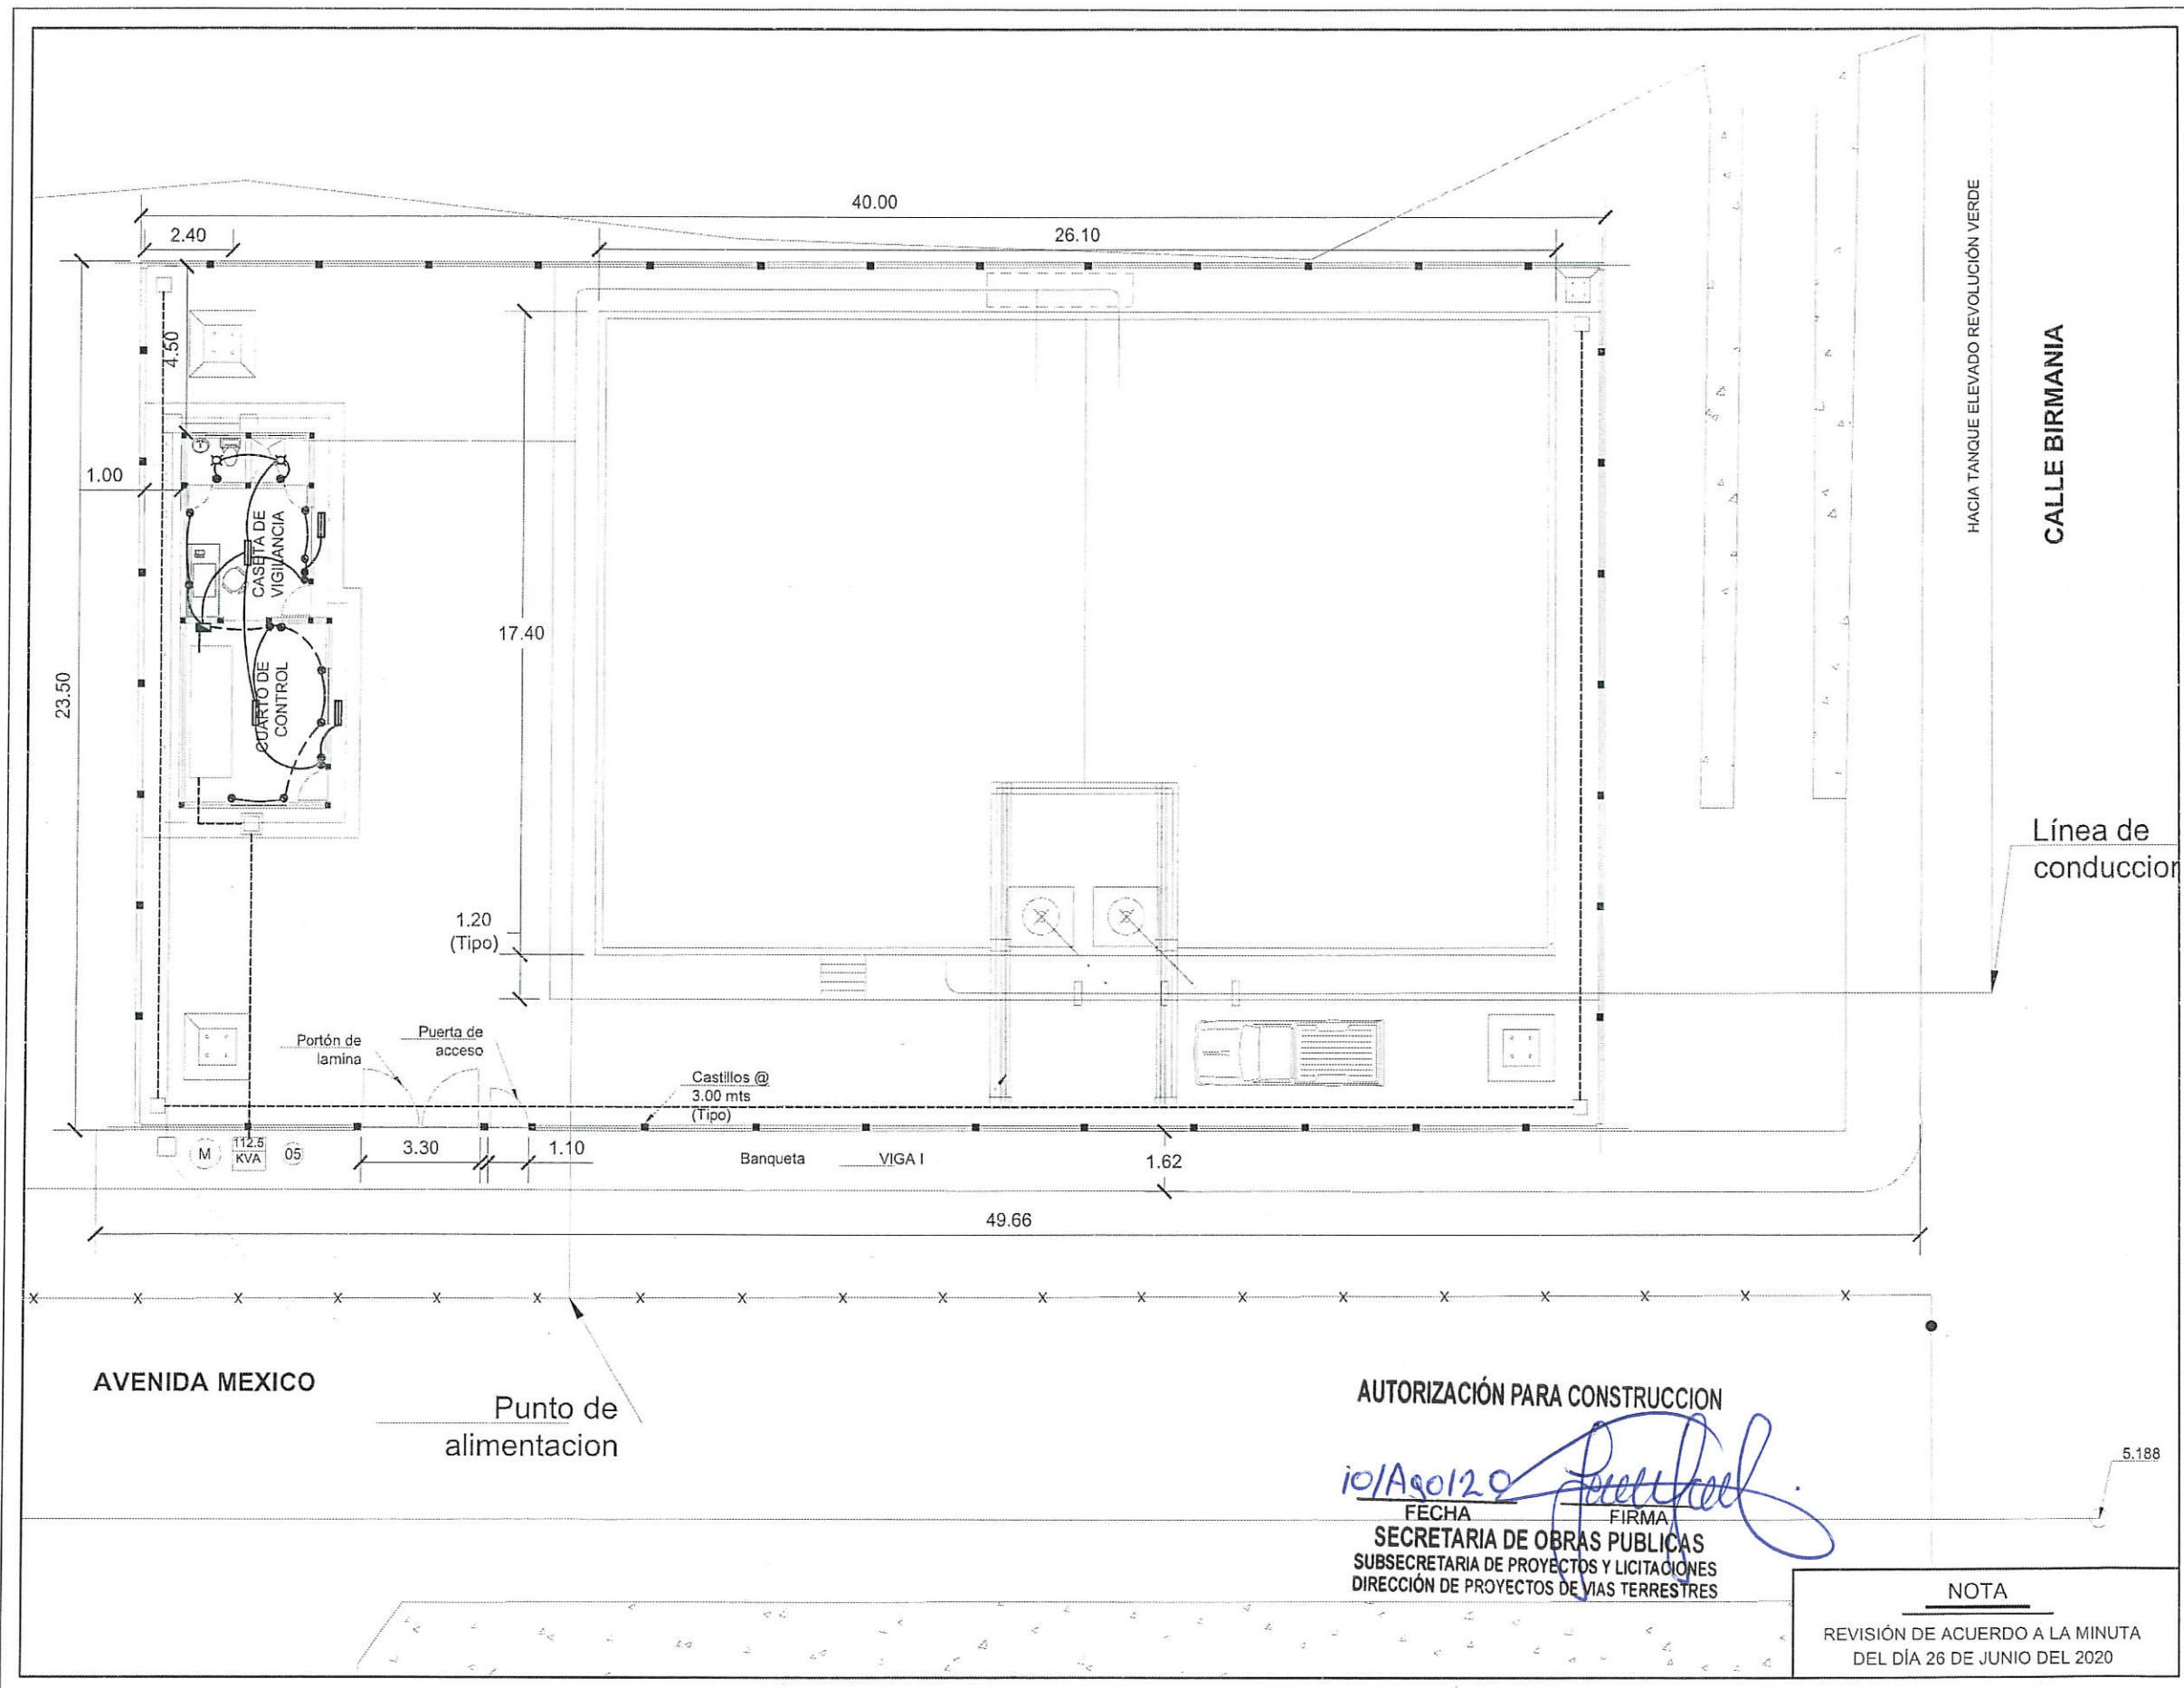 40.00
2.40
26.10
4.50
1.00
CASETA DE
VIGILANCIA
17.40
23.50
CUARTO DE
CONTROL
1.20
(Tipo)
Portón de
lamina
Puerta de
acceso
Castillos @
3.00 mts
(Tipo)
M
112.5
KVA
05
3.30
1.10
Banqueta
VIGA I
1.62
49.66
HACIA TANQUE ELEVADO REVOLUCIÓN VERDE
CALLE BIRMANIA
Línea de
conduccion
X X X X X X X X X X X X X X X X X X X
AVENIDA MEXICO
Punto de
alimentacion
AUTORIZACIÓN PARA CONSTRUCCION
10/Ago/20
FECHA
FIRMA
SECRETARIA DE OBRAS PUBLICAS
SUBSECRETARIA DE PROYECTOS Y LICITACIONES
DIRECCIÓN DE PROYECTOS DE VIAS TERRESTRES
5.188
NOTA
REVISIÓN DE ACUERDO A LA MINUTA
DEL DÍA 26 DE JUNIO DEL 2020